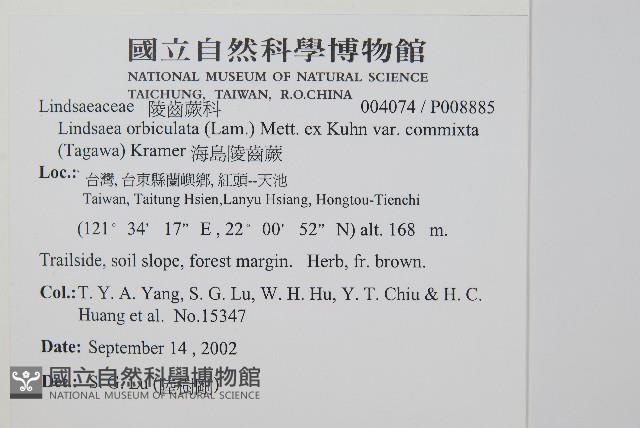 國立自然科學博物館
NATIONAL MUSEUM OF NATURAL SCIENCE
TAICHUNG, TAIWAN, R.O.CHINA
Lindsaeaceae 陵齒蕨科 004074 / P008885
Lindsaea orbiculata (Lam.) Mett. ex Kuhn var. commixta
(Tagawa) Kramer 海島陵齒蕨
Loc.: 台灣, 台東縣蘭嶼鄉, 紅頭--天池
Taiwan, Taitung Hsien,Lanyu Hsiang, Hongtou-Tienchi
(121° 34' 17" E , 22° 00' 52" N) alt. 168 m.
Trailside, soil slope, forest margin. Herb, fr. brown.
Col.: T. Y. A. Yang, S. G. Lu, W. H. Hu, Y. T. Chiu & H. C.
Huang et al. No.15347
Date: September 14 , 2002
Det.: S. G. Lu (陸樹剛)
國立自然科學博物館
NATIONAL MUSEUM OF NATURAL SCIENCE